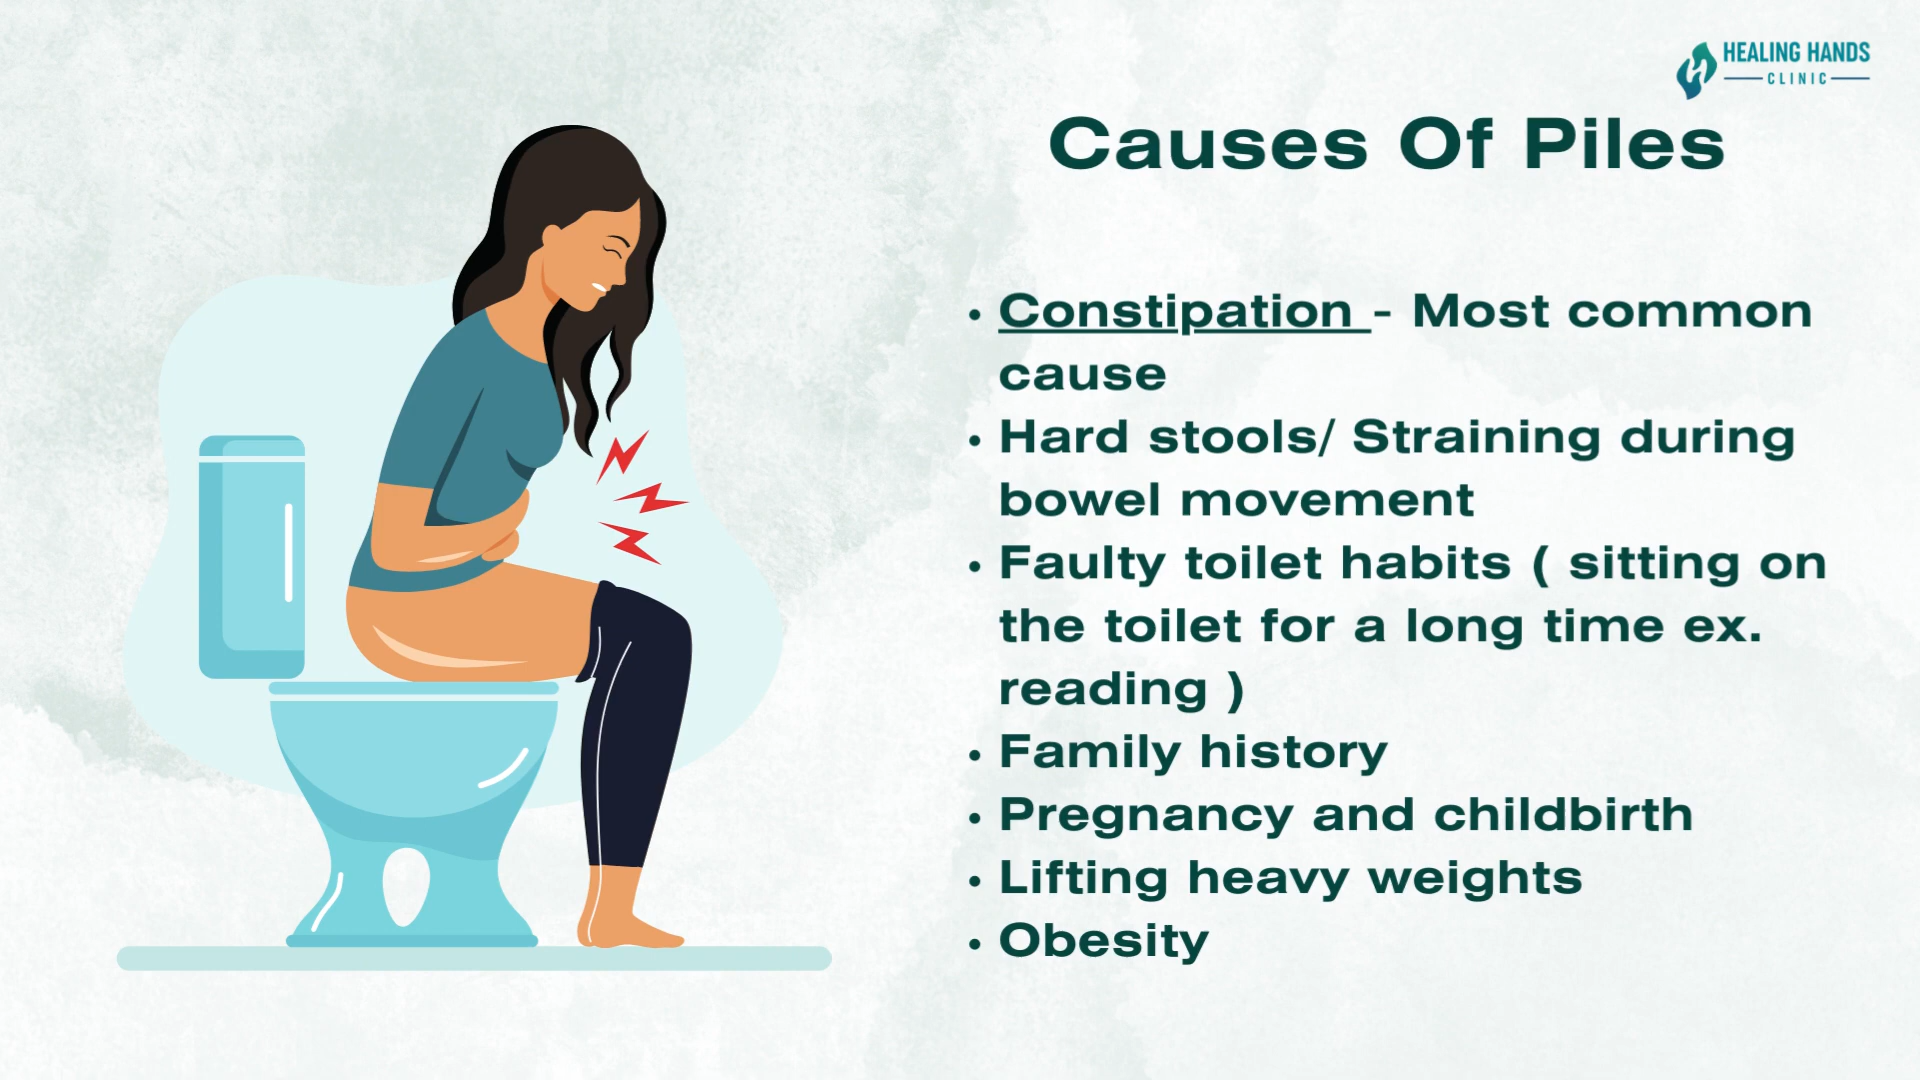 HEALING HANDS
CLINIC
Causes Of Piles
• Constipation - Most common
cause
• Hard stools/ Straining during
bowel movement
• Faulty toilet habits ( sitting on
the toilet for a long time ex.
reading )
• Family history
• Pregnancy and childbirth
• Lifting heavy weights
• Obesity